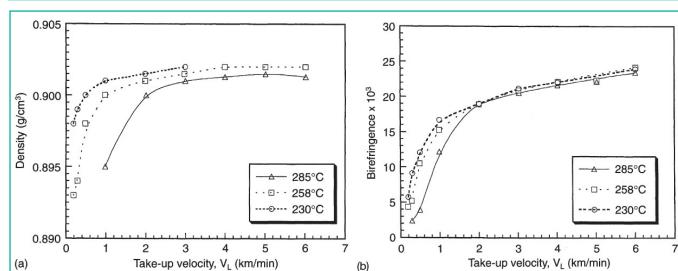 0.905
0.900
0.895
0.890
Density (g/cm³)
285°C
258°C
230°C
0 1 2 3 4 5 6 7
(a) Take-up velocity, V_L (km/min)
30
25
20
15
10
5
0
Birefringence x 10³
285°C
258°C
230°C
0 1 2 3 4 5 6 7
(b) Take-up velocity, V_L (km/min)